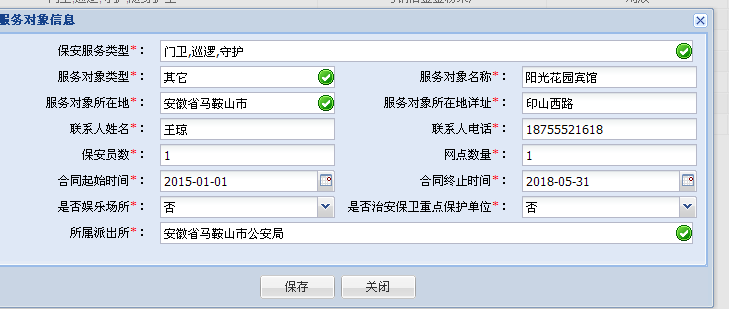 服务对象信息
保安服务类型*： 门卫,巡逻,守护
服务对象类型*： 其它 服务对象名称*： 阳光花园宾馆
服务对象所在地*： 安徽省马鞍山市 服务对象所在地详址*： 印山西路
联系人姓名*： 王琼 联系人电话*： 18755521618
保安员数*： 1 网点数量*： 1
合同起始时间*： 2015-01-01 合同终止时间*： 2018-05-31
是否娱乐场所*： 否 是否治安保卫重点保护单位*： 否
所属派出所*： 安徽省马鞍山市公安局
保存 关闭